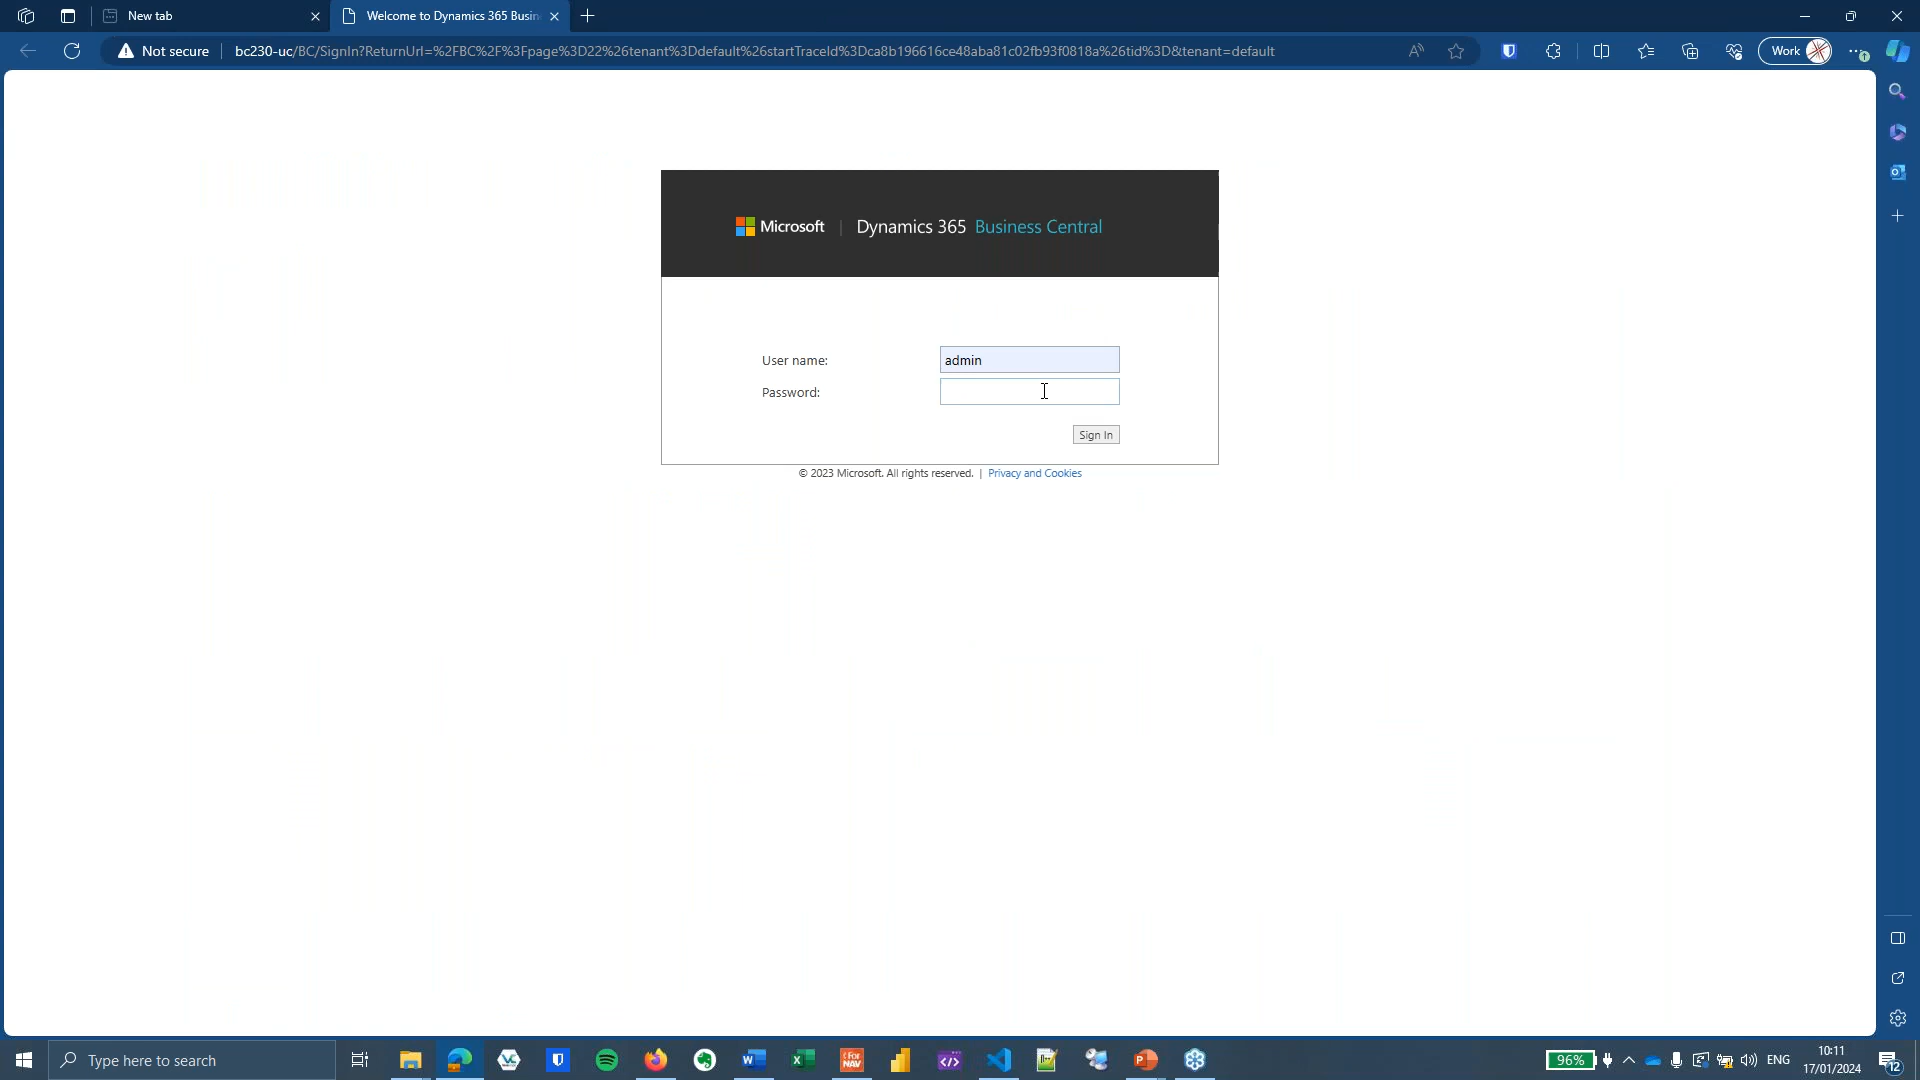 New tab
Welcome to Dynamics 365 Busin
Not secure
bc230-uc/BC/SignIn?ReturnUrl=%2FBC%2F%3Fpage%3D22%26tenant%3Ddefault%26startTraceId%3Dca8b196616ce48aba81c02fb93f0818a%26tid%3D&tenant=default
Work
Microsoft | Dynamics 365 Business Central
User name:
admin
Password:
Sign In
© 2023 Microsoft. All rights reserved. | Privacy and Cookies
Type here to search
96%
ENG
10:11
17/01/2024
12